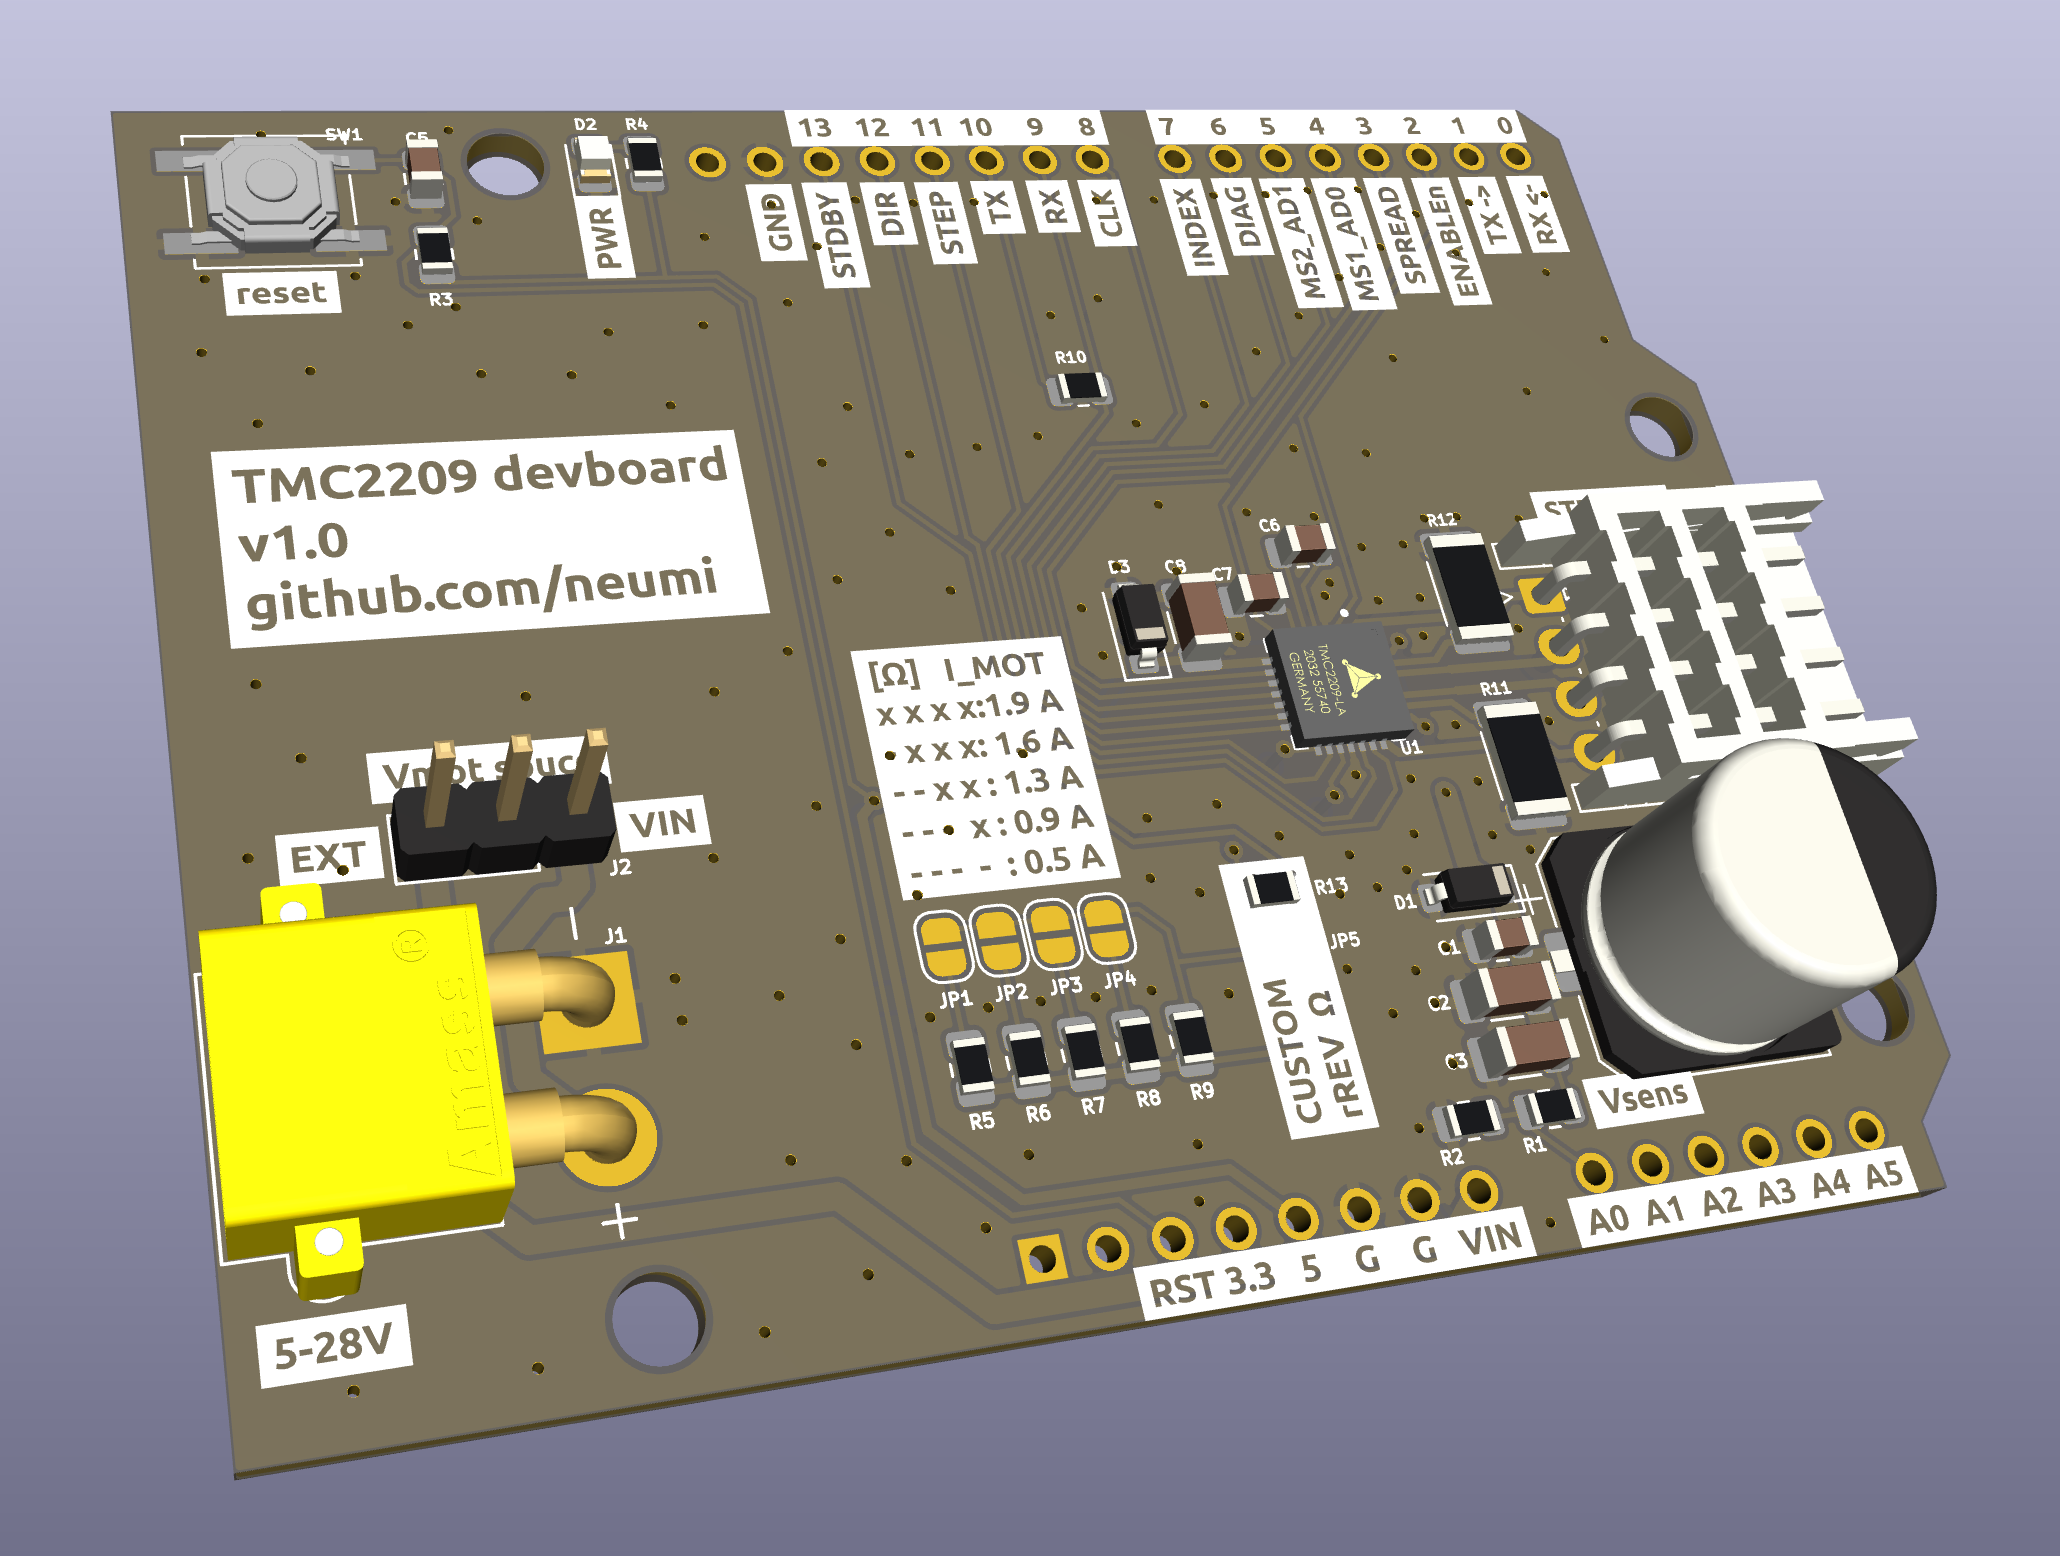 SW1
C5
D2
R4
13 12 11 10 9 8
7 6 5 4 3 2 1 0
GND
STDBY
DIR
STEP
TX
RX
CLK
INDEX
DIAG
MS2_AD1
MS1_AD0
SPREAD
ENABLEn
TX ->
RX <-
PWR
reset
R3
R10
TMC2209 devboard
v1.0
github.com/neumi
C6
R12
C8
C7
TMC2209-LA
2032 55740
GERMANY
U1
R11
[Ω] I_MOT
x x x x:1.9 A
- x x x: 1.6 A
- - x x : 1.3 A
- - - x : 0.9 A
- - - - : 0.5 A
Vmot
EXT
VIN
J2
J1
Amass ®
JP1
JP2
JP3
JP4
R13
JP5
CUSTOM
rREV Ω
D1
C1
C2
C3
R5
R6
R7
R8
R9
R2
R1
Vsens
A0 A1 A2 A3 A4 A5
RST 3.3 5 G G VIN
+
5-28V